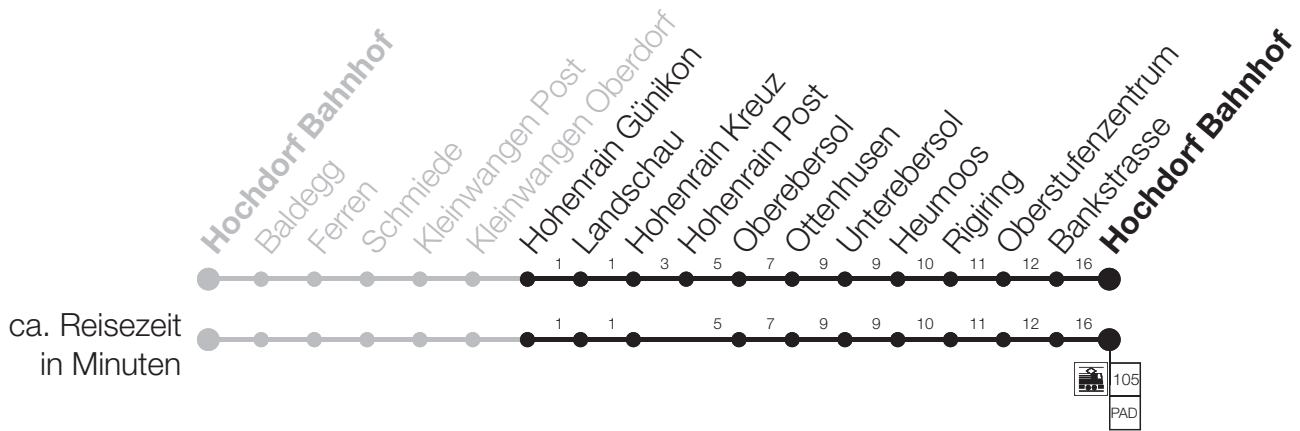 Hochdorf Bahnhof
Baldegg
Ferren
Schmiede
Kleinwangen Post
Kleinwangen Oberdorf
Hohenrain Günikon
Landschau
Hohenrain Kreuz
Hohenrain Post
Oberebersol
Ottenhusen
Unterebersol
Heumoos
Rigiring
Oberstufenzentrum
Bankstrasse
Hochdorf Bahnhof
1 1 3 5 7 9 9 10 11 12 16
ca. Reisezeit
in Minuten
1 1 5 7 9 9 10 11 12 16
105
PAD